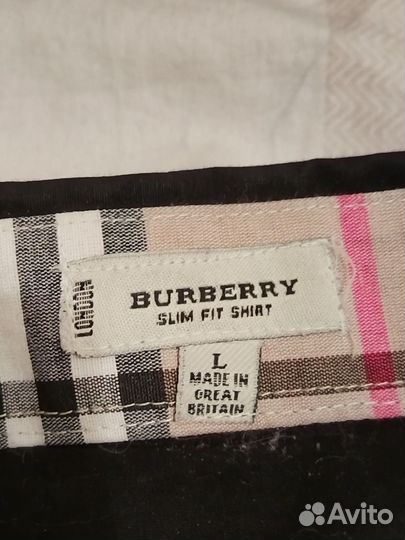 LONDON
BURBERRY
SLIM FIT SHIRT
L
MADE IN
GREAT
BRITAIN
Avito